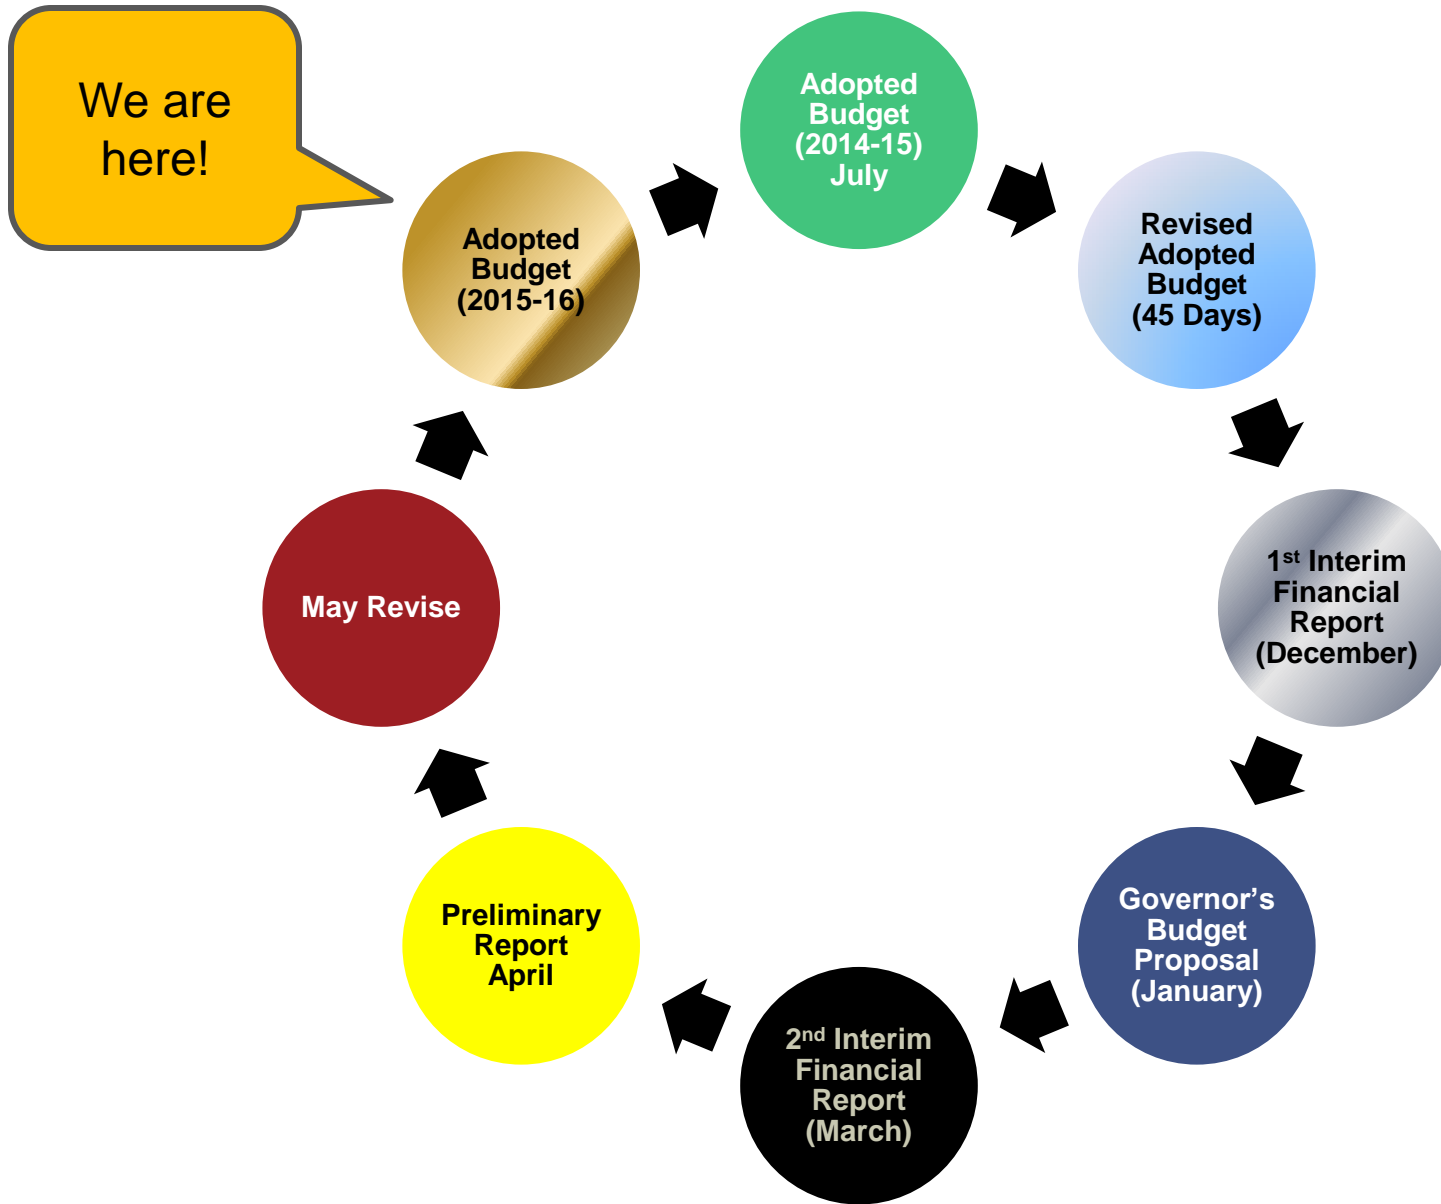 We are
here!
Adopted
Budget
(2014-15)
July
Revised
Adopted
Budget
(45 Days)
1st Interim
Financial
Report
(December)
Governor’s
Budget
Proposal
(January)
2nd Interim
Financial
Report
(March)
Preliminary
Report
April
May Revise
Adopted
Budget
(2015-16)